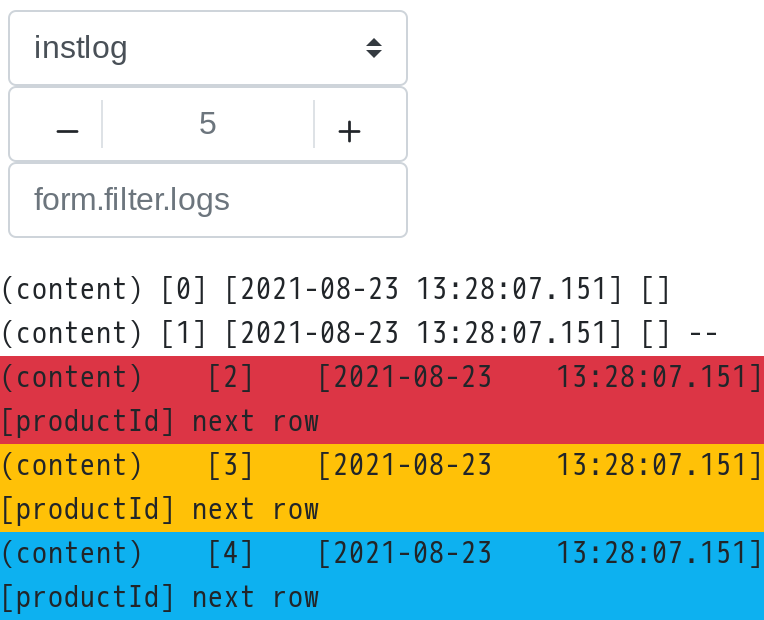 instlog
− 5 +
form.filter.logs
(content) [0] [2021-08-23 13:28:07.151] []
(content) [1] [2021-08-23 13:28:07.151] [] --
(content) [2] [2021-08-23 13:28:07.151]
[productId] next row
(content) [3] [2021-08-23 13:28:07.151]
[productId] next row
(content) [4] [2021-08-23 13:28:07.151]
[productId] next row